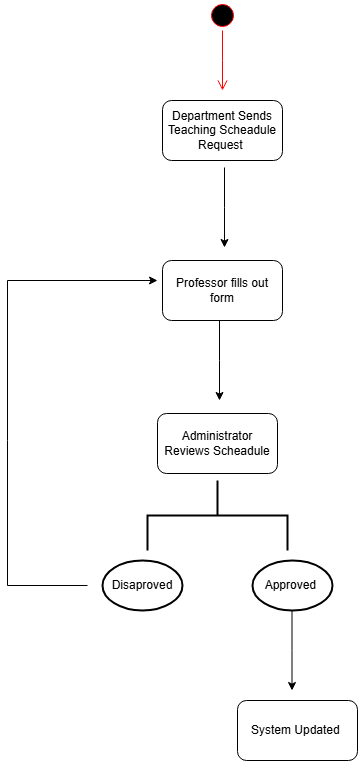 Department Sends
Teaching Scheadule
Request
Professor fills out
form
Administrator
Reviews Scheadule
Disaproved
Approved
System Updated